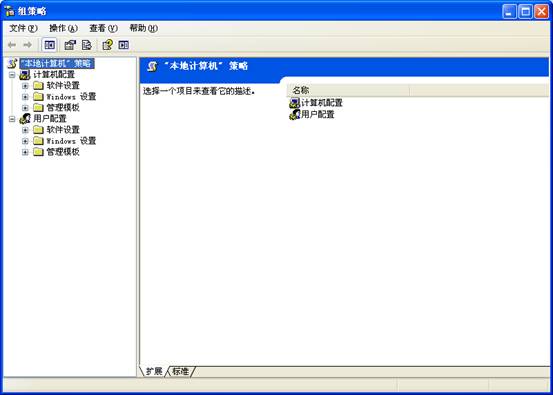 组策略
文件(F) 操作(A) 查看(V) 帮助(H)
"本地计算机" 策略
计算机配置
软件设置
Windows 设置
管理模板
用户配置
软件设置
Windows 设置
管理模板
"本地计算机" 策略
选择一个项目来查看它的描述。
名称
计算机配置
用户配置
扩展 标准